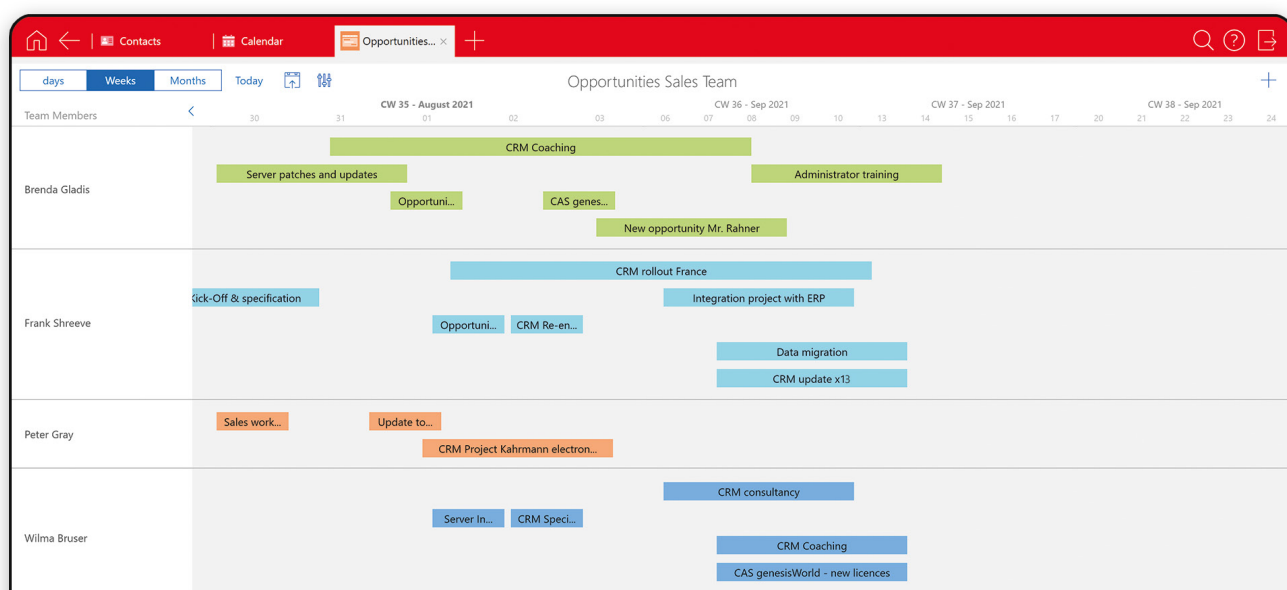 Contacts
Calendar
Opportunities...
days Weeks Months Today
Opportunities Sales Team
Team Members
CW 35 - August 2021 CW 36 - Sep 2021 CW 37 - Sep 2021 CW 38 - Sep 2021
30 31 01 02 03 06 07 08 09 10 13 14 15 16 17 20 21 22 23 24
Brenda Gladis
CRM Coaching
Server patches and updates Administrator training
Opportuni... CAS genes...
New opportunity Mr. Rahner
Frank Shreeve
CRM rollout France
Kick-Off & specification Integration project with ERP
Opportuni... CRM Re-en...
Data migration
CRM update x13
Peter Gray
Sales work... Update to...
CRM Project Kahrmann electron...
Wilma Bruser
CRM consultancy
Server In... CRM Speci...
CRM Coaching
CAS genesisWorld - new licences